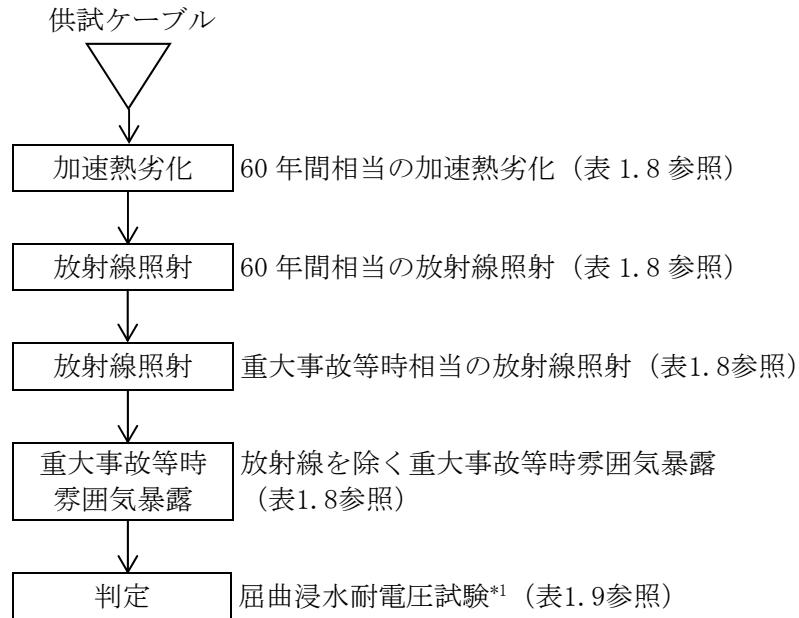 供試ケーブル
加速熱劣化 60 年間相当の加速熱劣化（表 1.8 参照）
放射線照射 60 年間相当の放射線照射（表 1.8 参照）
放射線照射 重大事故等時相当の放射線照射（表1.8参照）
重大事故等時 放射線を除く重大事故等時雰囲気暴露
雰囲気暴露 （表1.8参照）
判定 屈曲浸水耐電圧試験*1（表1.9参照）